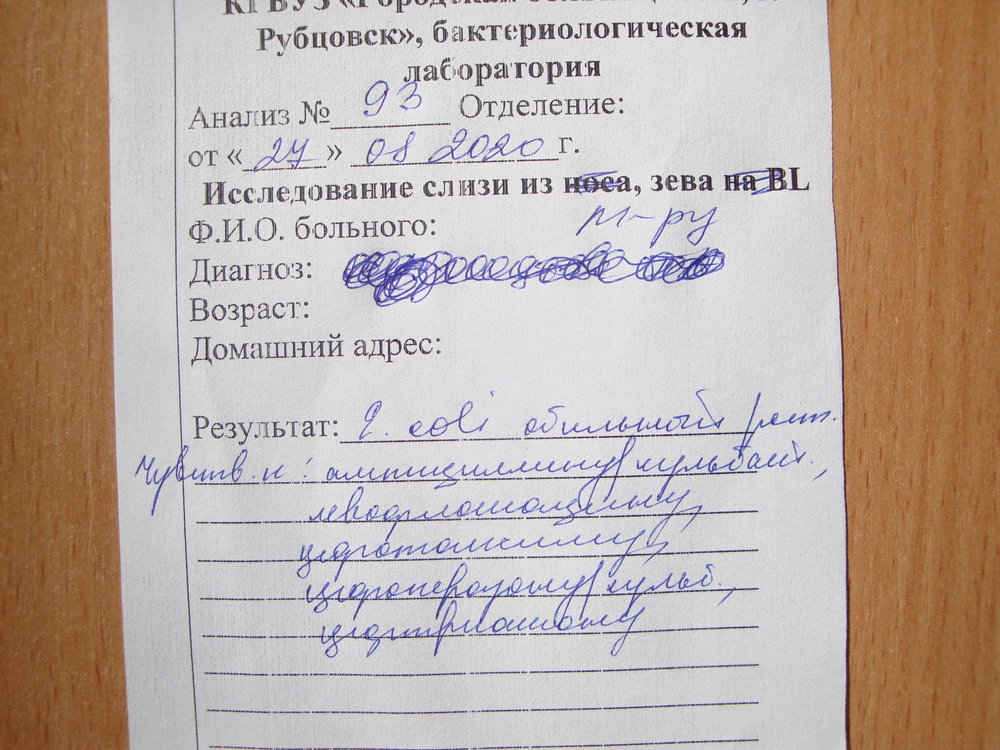 Рубцовск», бактериологическая
лаборатория
Анализ № 93 Отделение:
от «27» 08 2020 г.
Исследование слизи из носа, зева на BL
Ф.И.О. больного:
Диагноз:
Возраст:
Домашний адрес:
Результат: E. coli обильный рост.
Чувств. к: ампициллину/сульбакт.,
левофлоксацину,
цефотаксиму,
цефоперазону/сульб.,
цефтриаксону